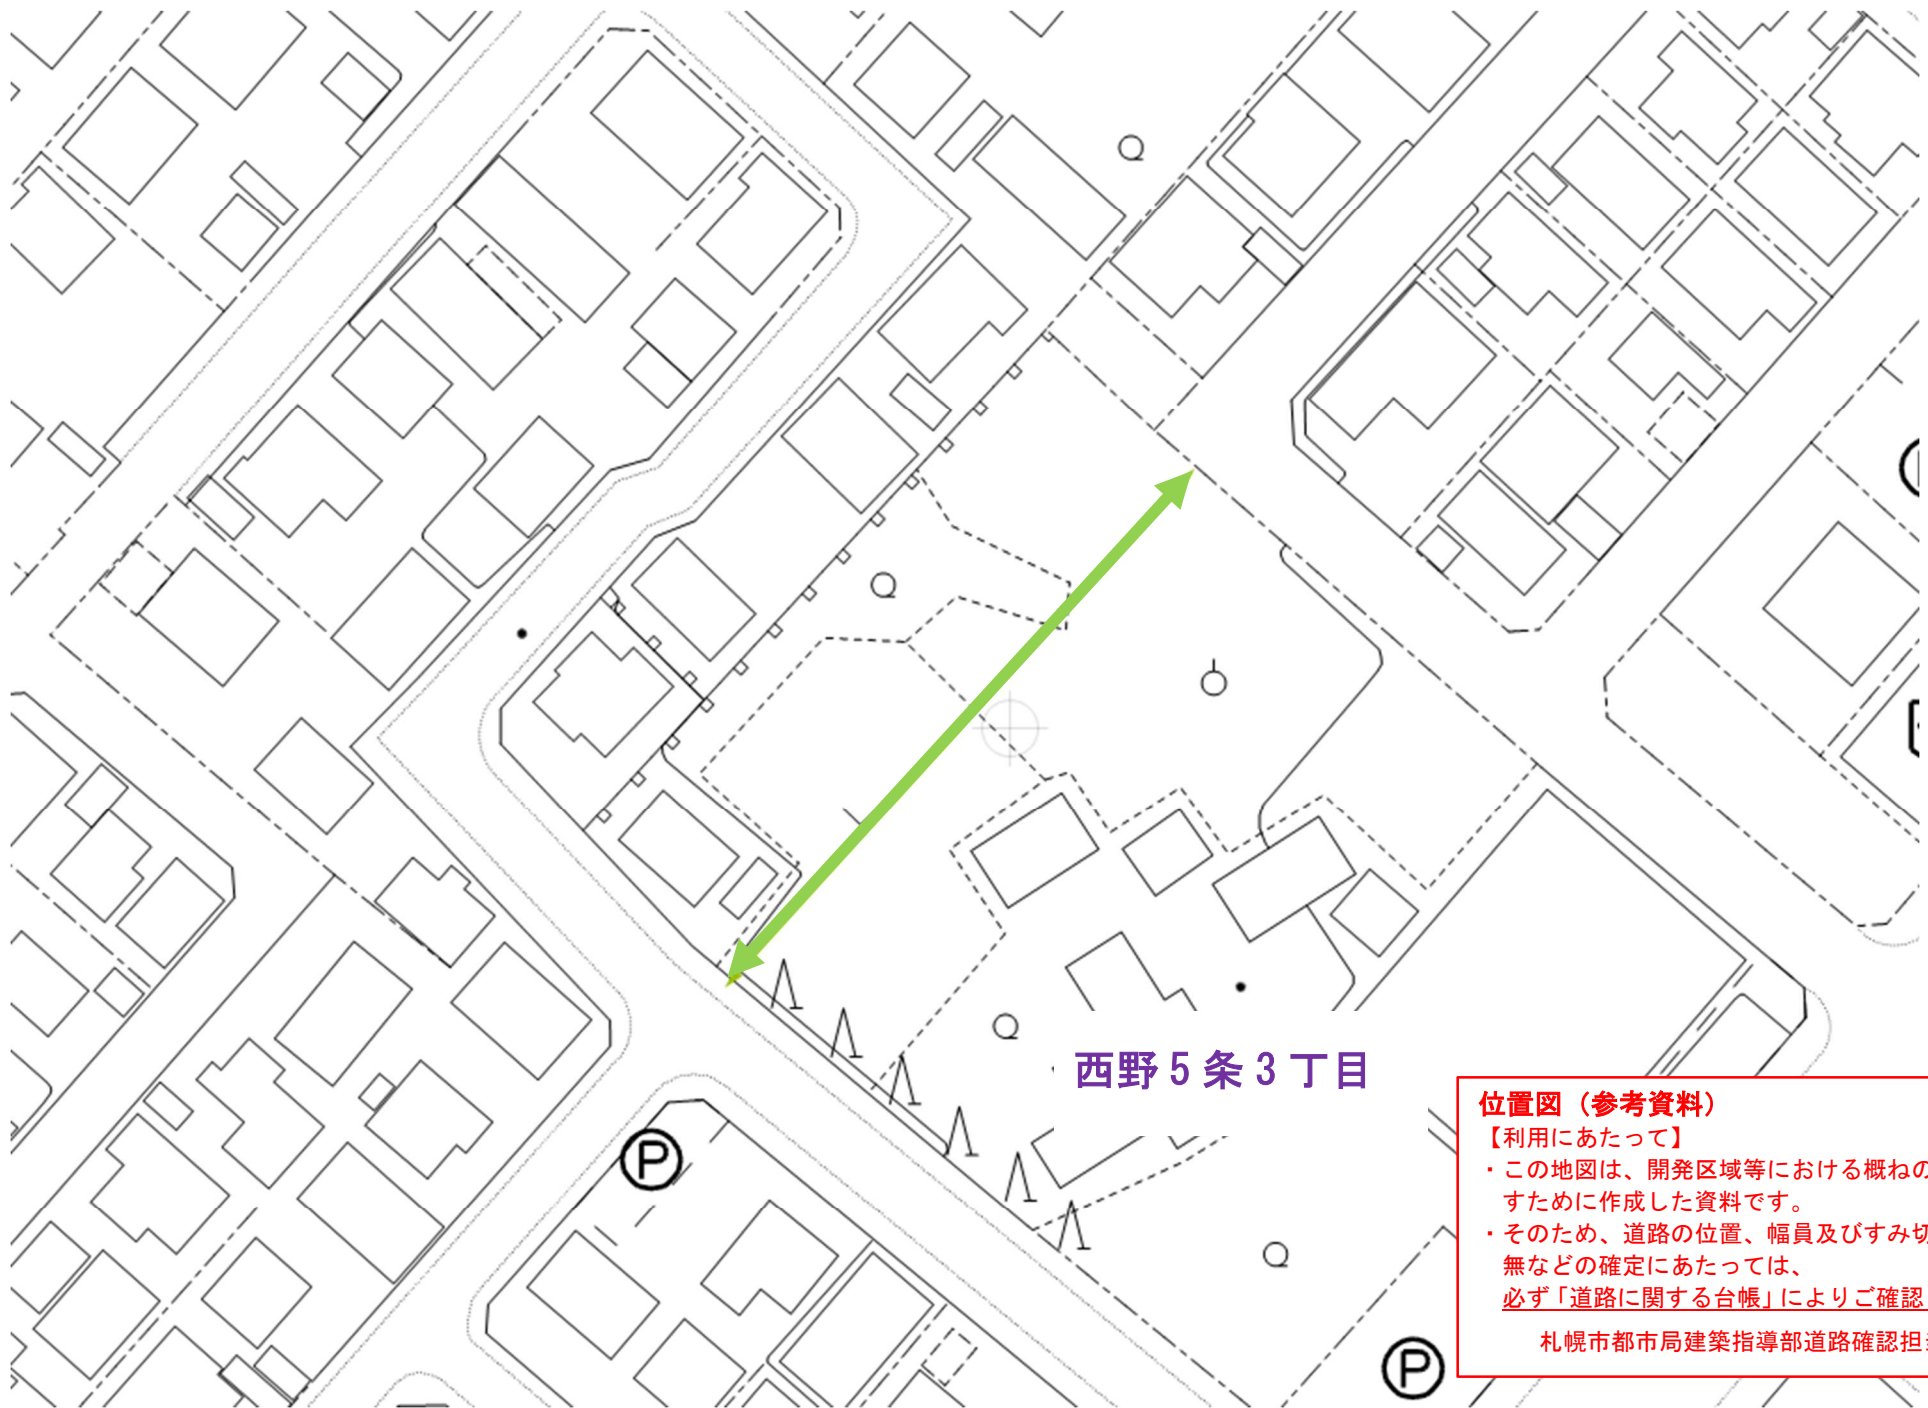 西野５条３丁目
位置図（参考資料）
【利用にあたって】
・この地図は、開発区域等における概ねの
すために作成した資料です。
・そのため、道路の位置、幅員及びすみ切
無などの確定にあたっては、
必ず「道路に関する台帳」によりご確認
札幌市都市局建築指導部道路確認担
P
P